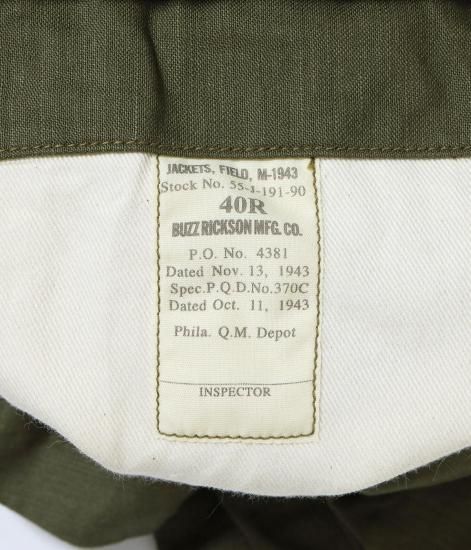 JACKETS, FIELD, M-1943
Stock No. 55-J-191-90
40R
BUZZ RICKSON MFG. CO.
P.O. No. 4381
Dated Nov. 13, 1943
Spec.P.Q.D.No.370C
Dated Oct. 11, 1943
Phila. Q.M. Depot
INSPECTOR